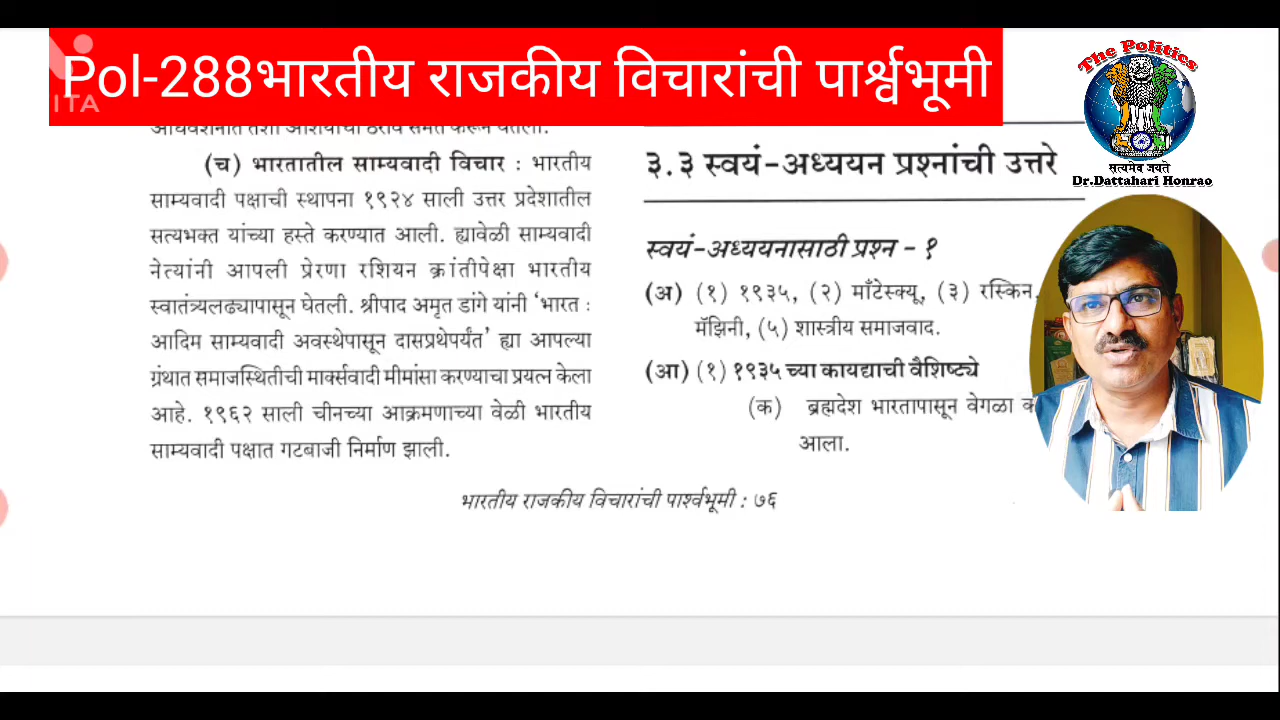 Pol-288भारतीय राजकीय विचारांची पार्श्वभूमी
The Politics
सत्यमेव जयते
Dr.Dattahari Honrao
(च) भारतातील साम्यवादी विचार : भारतीय
साम्यवादी पक्षाची स्थापना १९२४ साली उत्तर प्रदेशातील
सत्यभक्त यांच्या हस्ते करण्यात आली. ह्यावेळी साम्यवादी
नेत्यांनी आपली प्रेरणा रशियन क्रांतीपेक्षा भारतीय
स्वातंत्र्यलढ्यापासून घेतली. श्रीपाद अमृत डांगे यांनी ‘भारत :
आदिम साम्यवादी अवस्थेपासून दासप्रथेपर्यंत’ ह्या आपल्या
ग्रंथात समाजस्थितीची मार्क्सवादी मीमांसा करण्याचा प्रयत्न केला
आहे. १९६२ साली चीनच्या आक्रमणाच्या वेळी भारतीय
साम्यवादी पक्षात गटबाजी निर्माण झाली.
३.३ स्वयं-अध्ययन प्रश्नांची उत्तरे
स्वयं-अध्ययनासाठी प्रश्न - १
(अ) (१) १९३५, (२) माँटेस्क्यू, (३) रस्किन,
मॅझिनी, (५) शास्त्रीय समाजवाद.
(आ) (१) १९३५ च्या कायद्याची वैशिष्ट्ये
(क) ब्रह्मदेश भारतापासून वेगळा
आला.
भारतीय राजकीय विचारांची पार्श्वभूमी : ७६